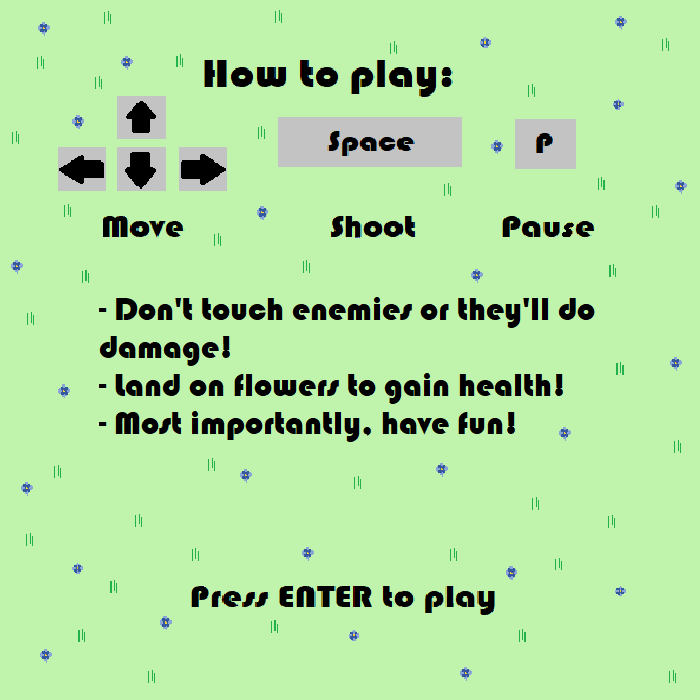 How to play:
Space
P
Move
Shoot
Pause
- Don't touch enemies or they'll do
damage!
- Land on flowers to gain health!
- Most importantly, have fun!
Press ENTER to play